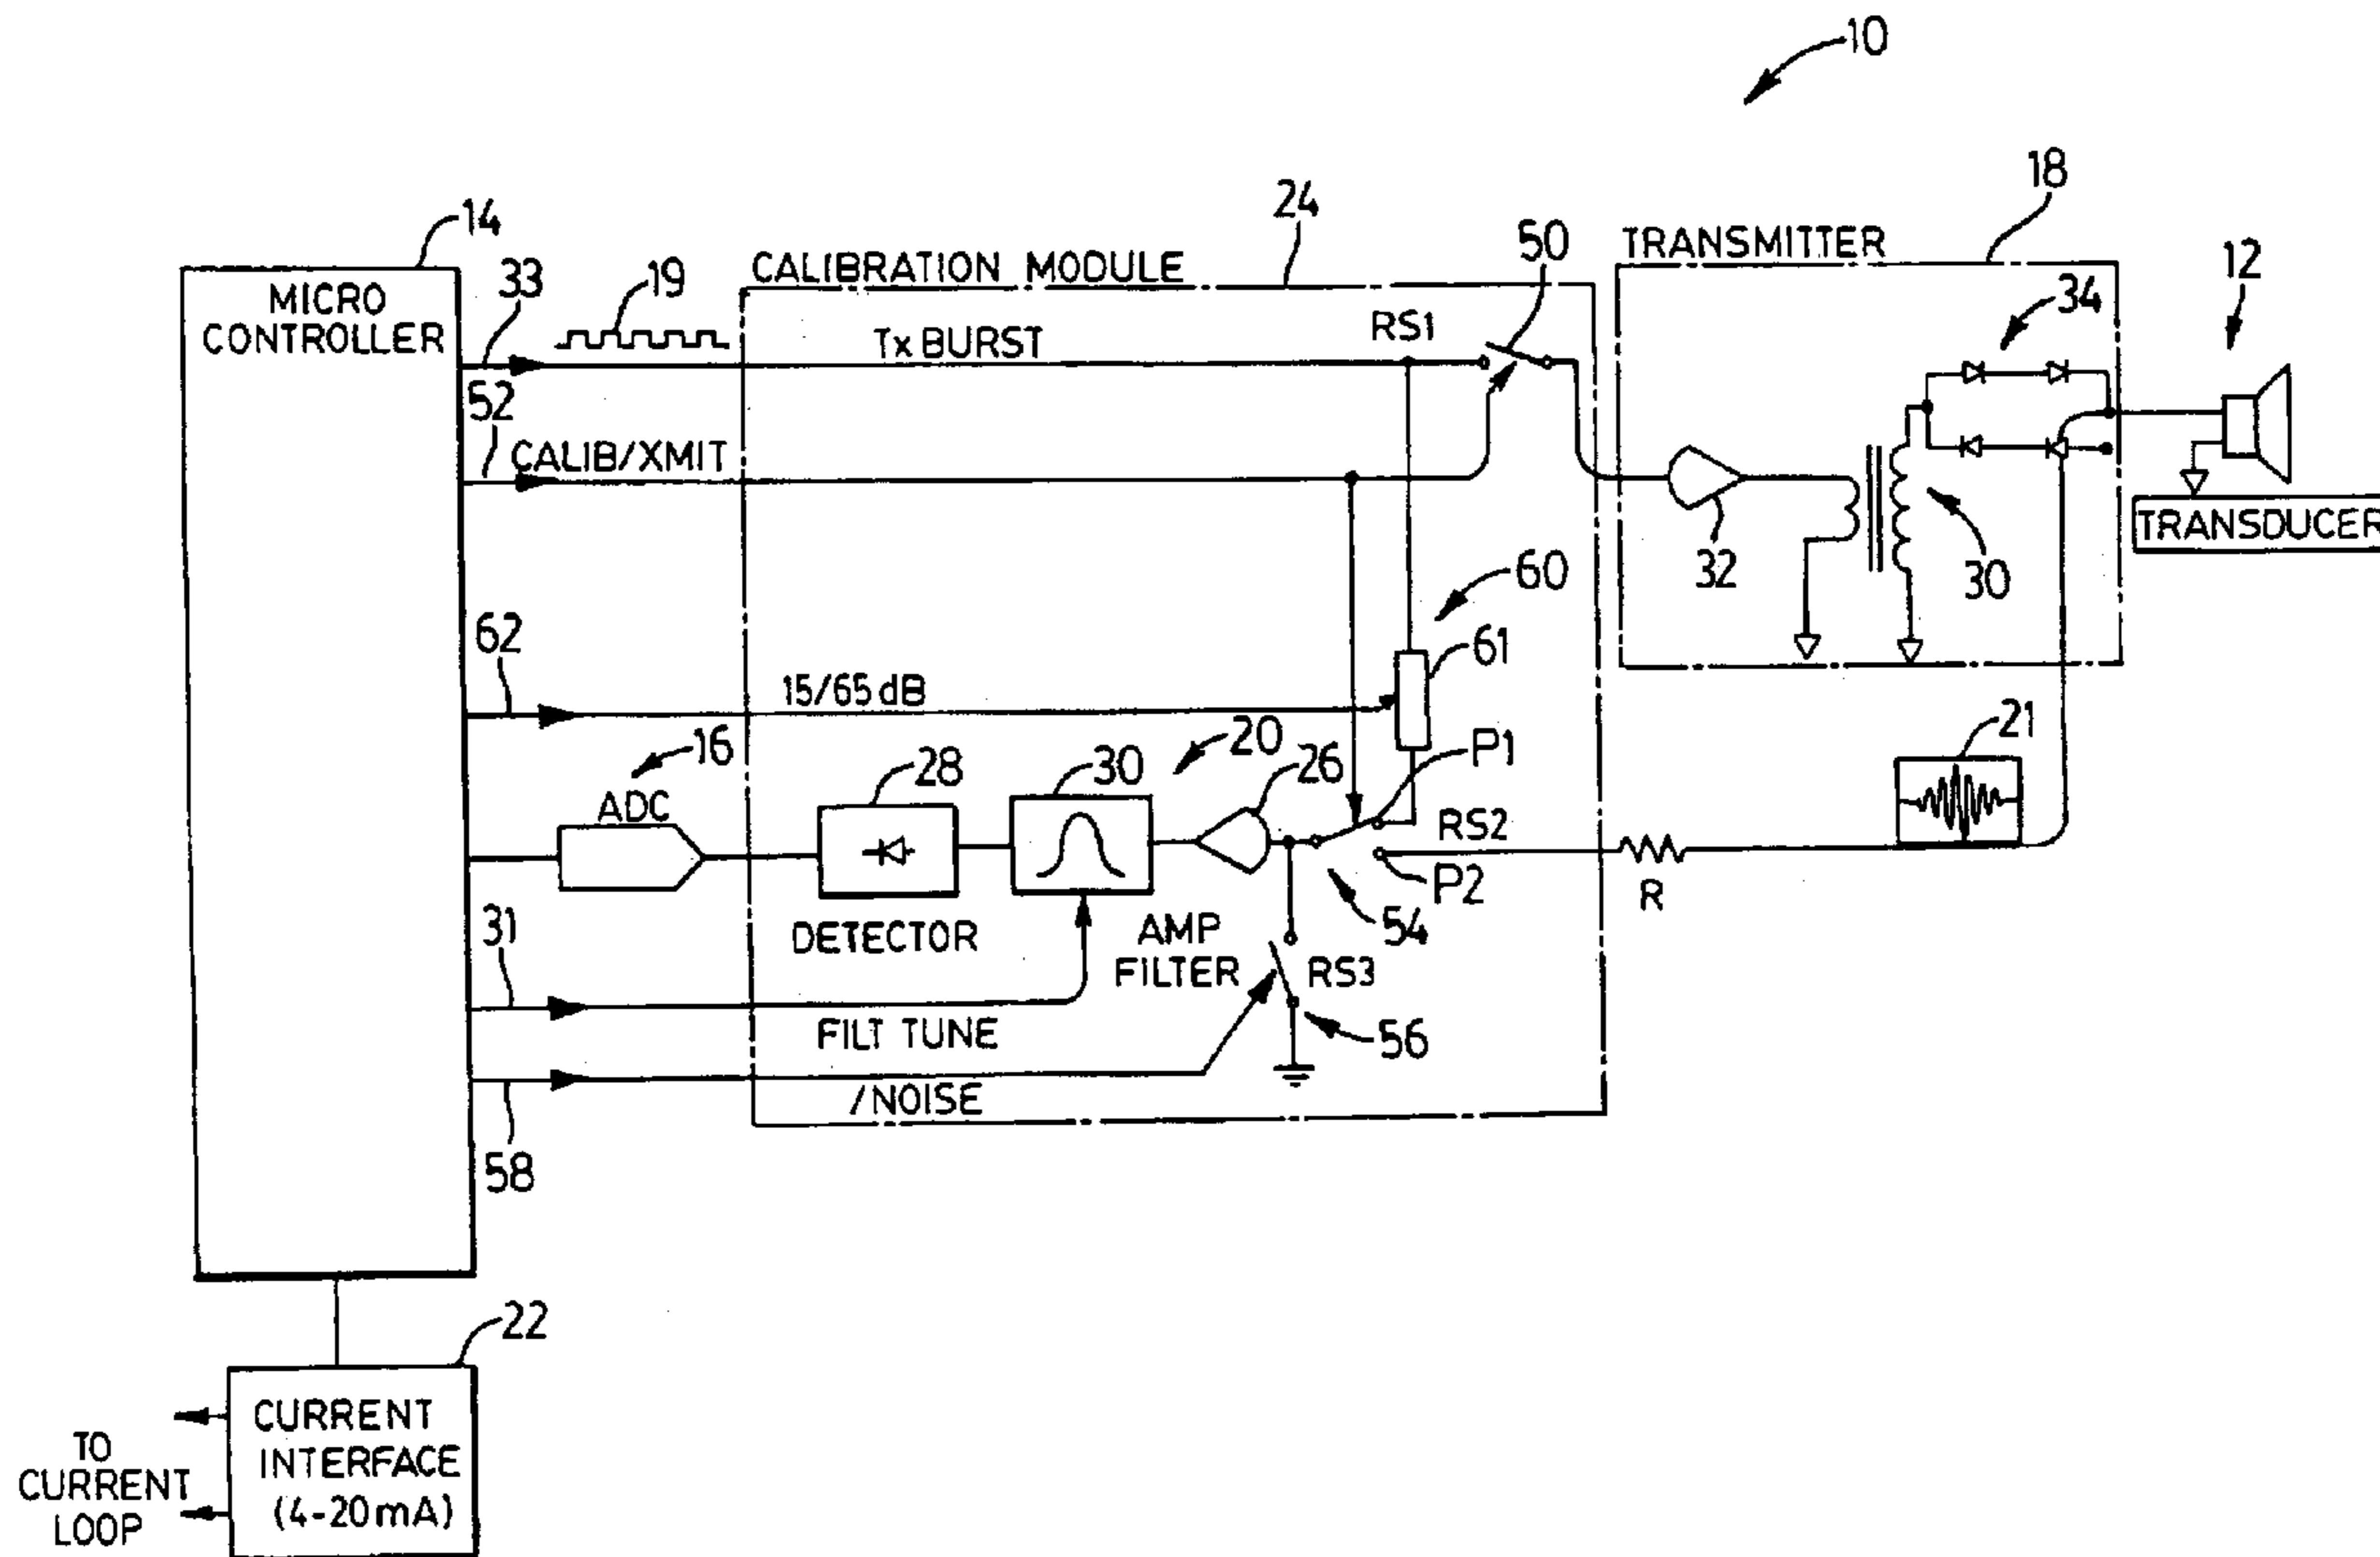 10
18
24
14
50
TRANSMITTER
12
33
19
CALIBRATION MODULE
34
MICRO
CONTROLLER
Tx BURST
RS1
52
CALIB/XMIT
TRANSDUCER
32
30
60
62
61
15/65 dB
16
20
P1
21
28
30
26
ADC
RS2
P2
R
31
54
DETECTOR
AMP
FILTER
RS3
FILT TUNE
56
/NOISE
58
22
CURRENT
INTERFACE
(4-20mA)
TO
CURRENT
LOOP